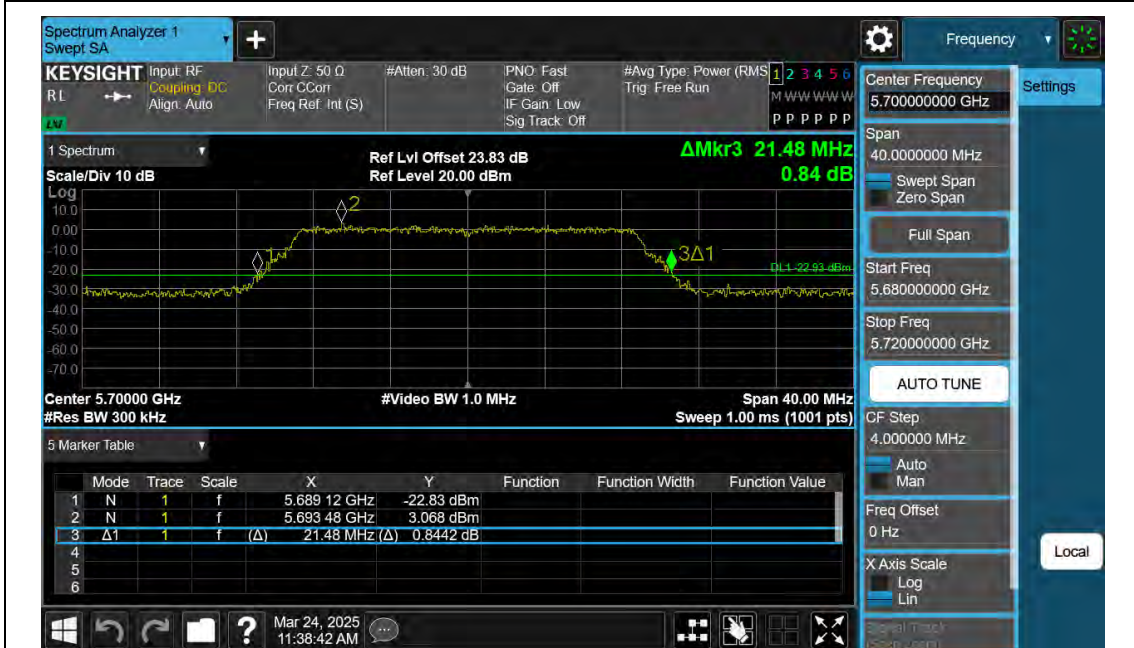 Spectrum Analyzer 1
Swept SA
+
Frequency
KEYSIGHT
RL
LXI
Input: RF
Coupling: DC
Align: Auto
Input Z: 50 Ω
Corr CCorr
Freq Ref: Int (S)
#Atten: 30 dB
PNO: Fast
Gate: Off
IF Gain: Low
Sig Track: Off
#Avg Type: Power (RMS
Trig: Free Run
1 2 3 4 5 6
M W W W W W
P P P P P P
Center Frequency
5.700000000 GHz
Settings
Span
40.0000000 MHz
Swept Span
Zero Span
Full Span
Start Freq
5.680000000 GHz
Stop Freq
5.720000000 GHz
AUTO TUNE
CF Step
4.000000 MHz
Auto
Man
Freq Offset
0 Hz
X Axis Scale
Log
Lin
Signal Track
Local
1 Spectrum
Scale/Div 10 dB
Ref Lvl Offset 23.83 dB
Ref Level 20.00 dBm
ΔMkr3 21.48 MHz
0.84 dB
Log
10.0
0.00
-10.0
-20.0
-30.0
-40.0
-50.0
-60.0
-70.0
1
2
3Δ1
DL1 -22.93 dBm
Center 5.70000 GHz
#Video BW 1.0 MHz
Span 40.00 MHz
#Res BW 300 kHz
Sweep 1.00 ms (1001 pts)
5 Marker Table
Mode Trace Scale X Y Function Function Width Function Value
1 N 1 f 5.689 12 GHz -22.83 dBm
2 N 1 f 5.693 48 GHz 3.068 dBm
3 Δ1 1 f (Δ) 21.48 MHz (Δ) 0.8442 dB
4
5
6
?
Mar 24, 2025
11:38:42 AM